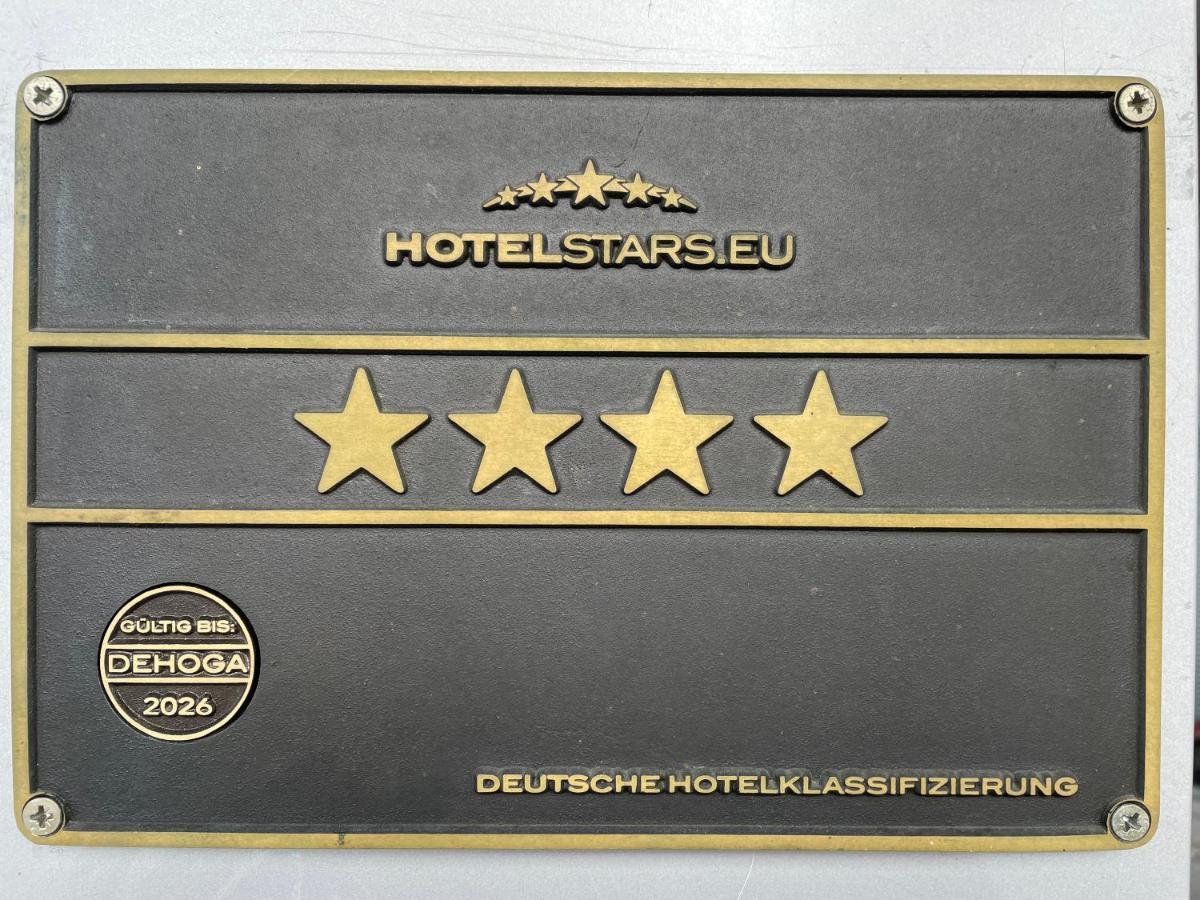 HOTELSTARS.EU
GÜLTIG BIS:
DEHOGA
2026
DEUTSCHE HOTELKLASSIFIZIERUNG